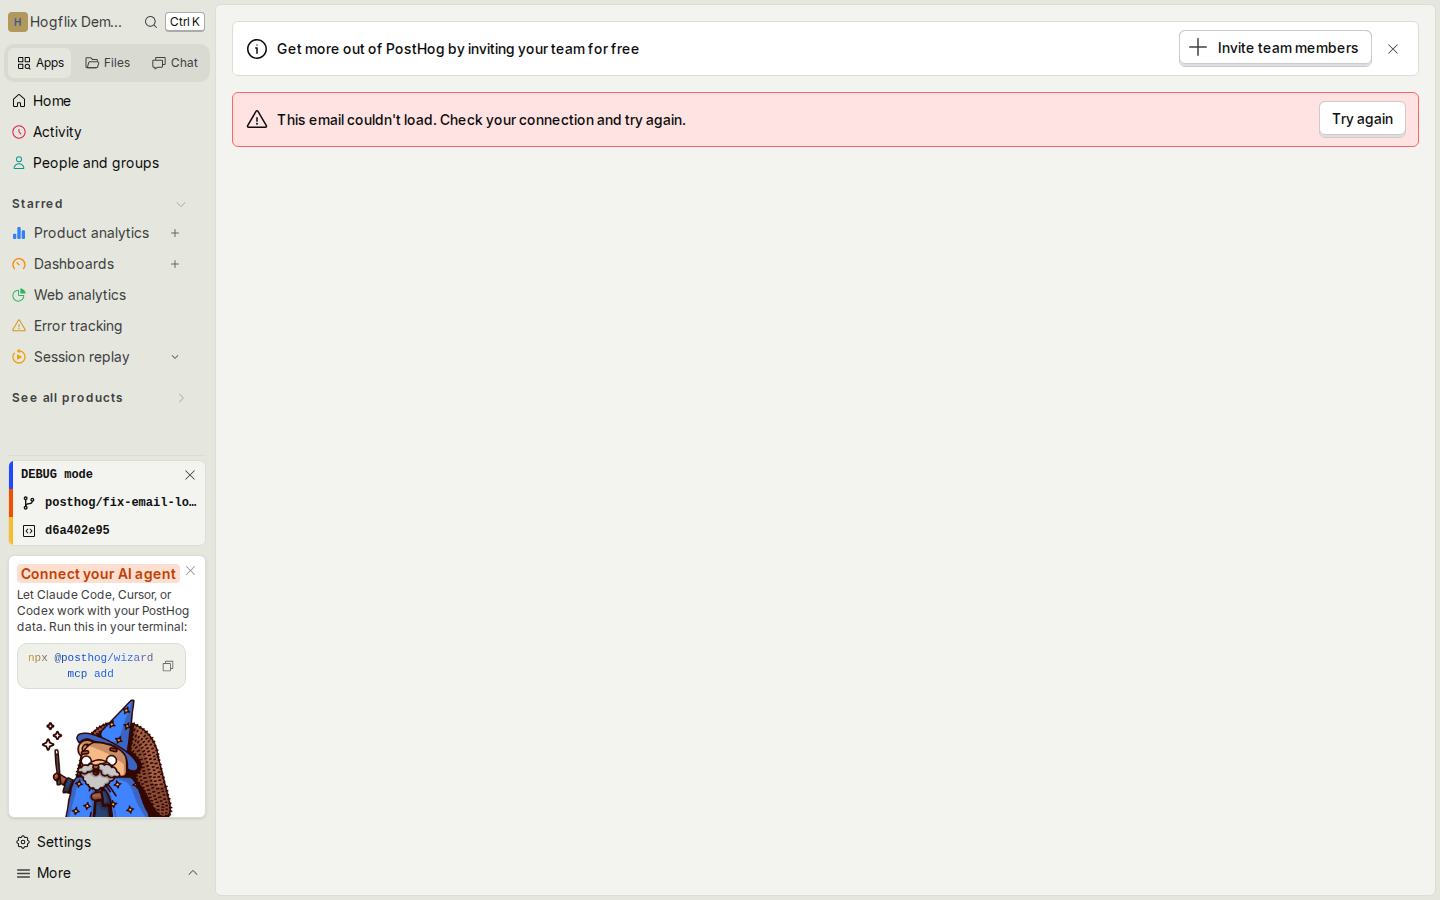 H Hogflix Dem... Ctrl K
Apps Files Chat
Home
Activity
People and groups
Starred
Product analytics
Dashboards
Web analytics
Error tracking
Session replay
See all products
DEBUG mode
posthog/fix-email-lo…
d6a402e95
Connect your AI agent
Let Claude Code, Cursor, or
Codex work with your PostHog
data. Run this in your terminal:
npx @posthog/wizard
mcp add
Settings
More
Get more out of PostHog by inviting your team for free
Invite team members
This email couldn't load. Check your connection and try again.
Try again